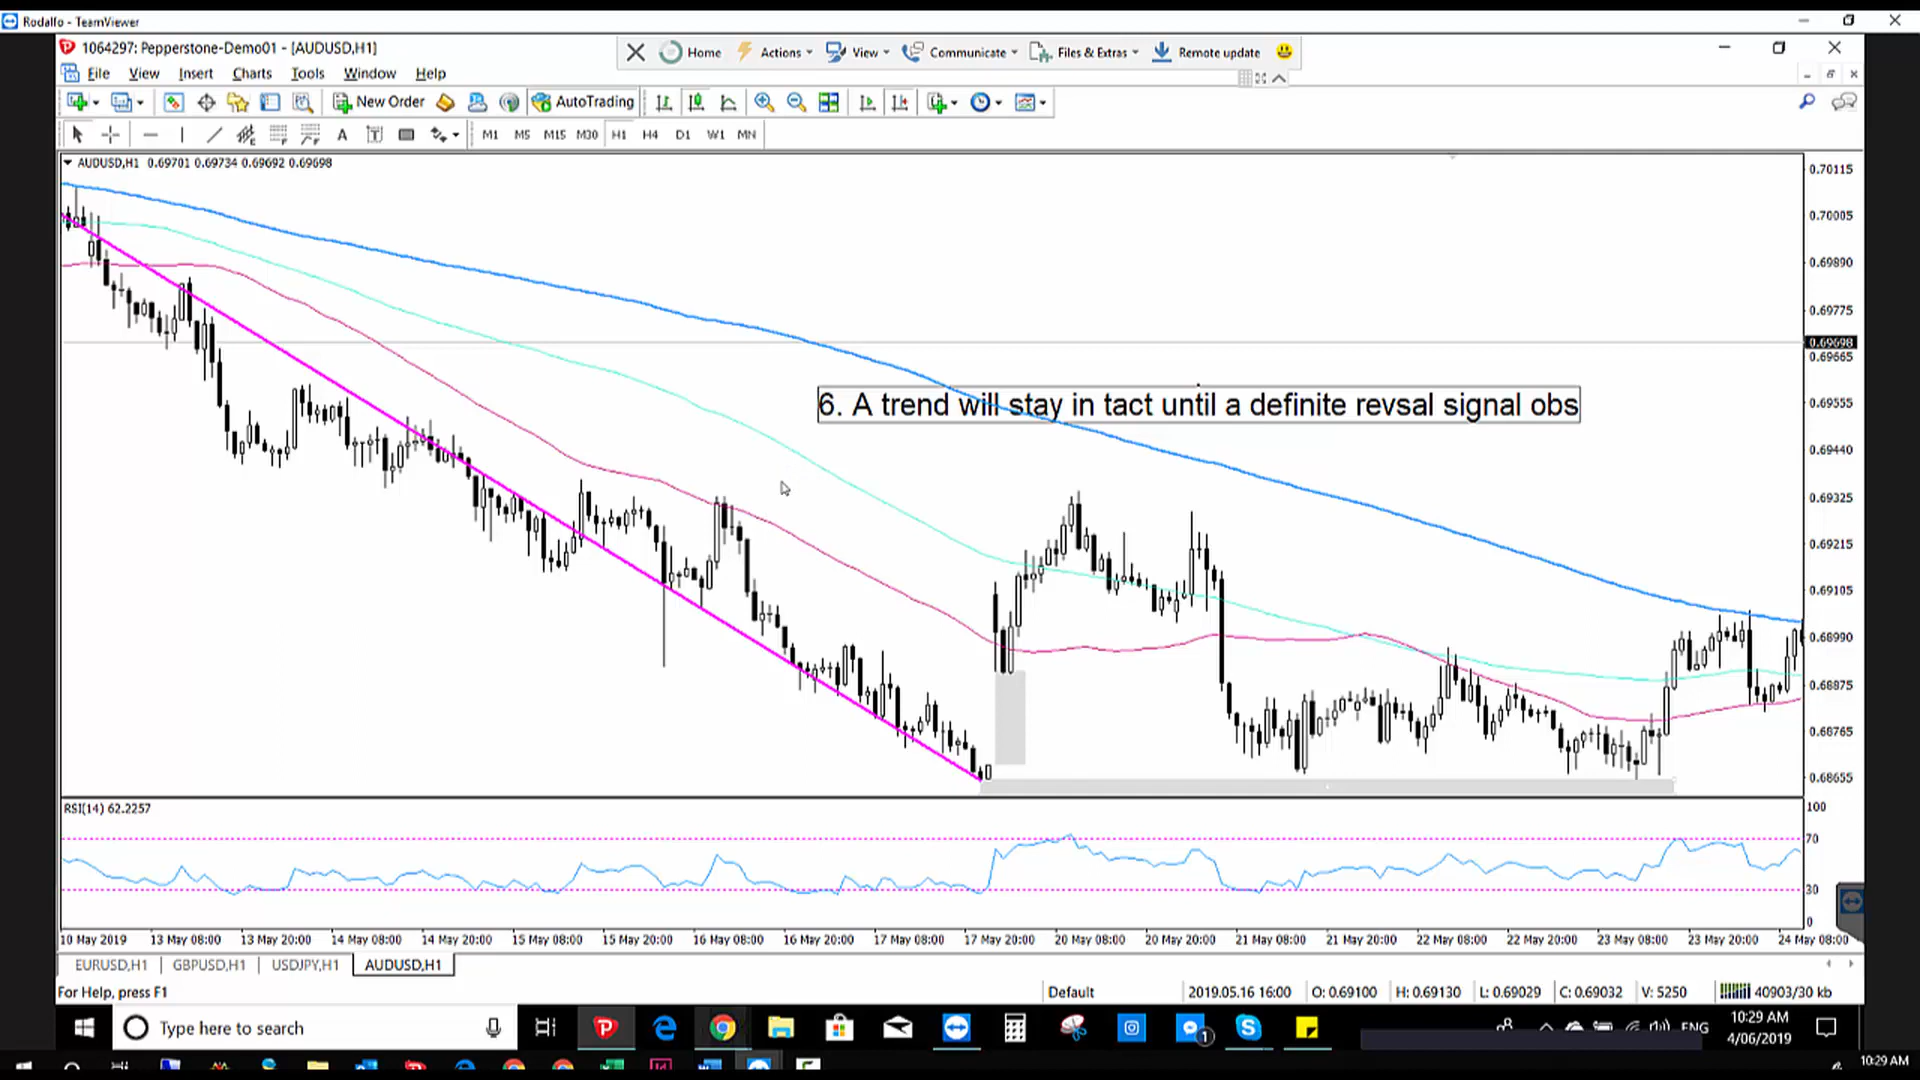 Rodalfo - TeamViewer
1064297: Pepperstone-Demo01 - [AUDUSD,H1]
Home Actions View Communicate Files & Extras Remote update
File View Insert Charts Tools Window Help
New Order AutoTrading
A T M1 M5 M15 M30 H1 H4 D1 W1 MN
AUDUSD,H1 0.69701 0.69734 0.69692 0.69698
0.70115
0.70005
0.69890
0.69775
0.69698
0.69665
6. A trend will stay in tact until a definite revsal signal obs
0.69555
0.69440
0.69325
0.69215
0.69105
0.68990
0.68875
0.68765
0.68655
RSI(14) 62.2257
100
70
30
0
10 May 2019 13 May 08:00 13 May 20:00 14 May 08:00 14 May 20:00 15 May 08:00 15 May 20:00 16 May 08:00 16 May 20:00 17 May 08:00 17 May 20:00 20 May 08:00 20 May 20:00 21 May 08:00 21 May 20:00 22 May 08:00 22 May 20:00 23 May 08:00 23 May 20:00 24 May 08:00
EURUSD,H1 GBPUSD,H1 USDJPY,H1 AUDUSD,H1
For Help, press F1 Default 2019.05.16 16:00 O: 0.69100 H: 0.69130 L: 0.69029 C: 0.69032 V: 5250 40903/30 kb
Type here to search
1
ENG
10:29 AM
4/06/2019
10:29 AM